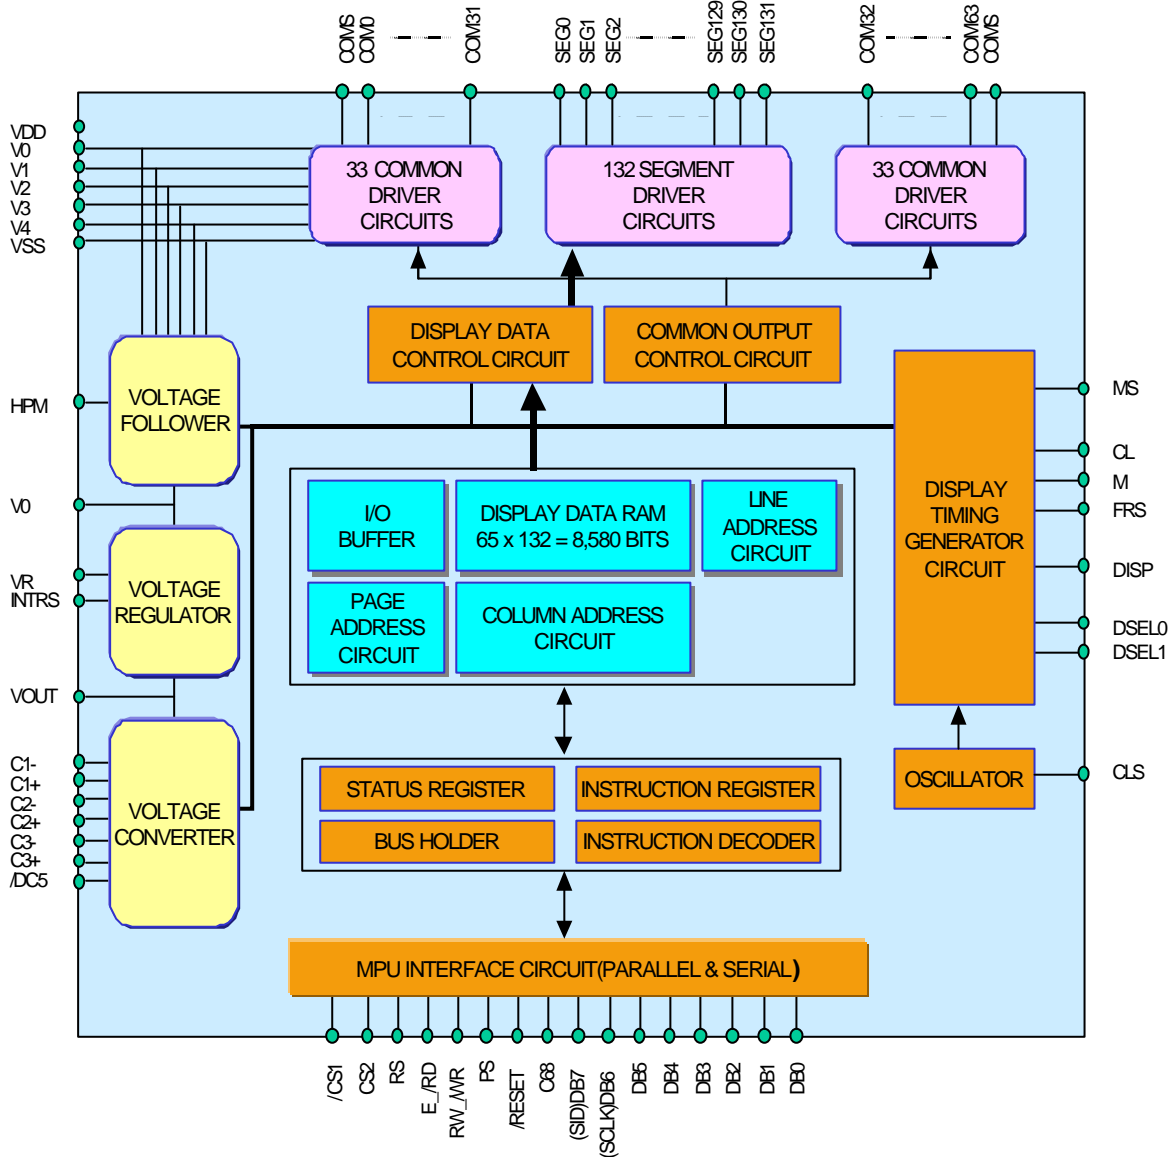 COMS
COM0
COM31
SEG0
SEG1
SEG2
SEG129
SEG130
SEG131
COM32
COM63
COMS
VDD
V0
V1
V2
V3
V4
VSS
33 COMMON
DRIVER
CIRCUITS
132 SEGMENT
DRIVER
CIRCUITS
33 COMMON
DRIVER
CIRCUITS
DISPLAY DATA
CONTROL CIRCUIT
COMMON OUTPUT
CONTROL CIRCUIT
HPM
VOLTAGE
FOLLOWER
V0
VR
INTRS
VOLTAGE
REGULATOR
VOUT
C1-
C1+
C2-
C2+
C3-
C3+
/DC5
VOLTAGE
CONVERTER
I/O
BUFFER
DISPLAY DATA RAM
65 x 132 = 8,580 BITS
LINE
ADDRESS
CIRCUIT
PAGE
ADDRESS
CIRCUIT
COLUMN ADDRESS
CIRCUIT
DISPLAY
TIMING
GENERATOR
CIRCUIT
MS
CL
M
FRS
DISP
DSEL0
DSEL1
OSCILLATOR
CLS
STATUS REGISTER
INSTRUCTION REGISTER
BUS HOLDER
INSTRUCTION DECODER
MPU INTERFACE CIRCUIT(PARALLEL & SERIAL)
/CS1
CS2
RS
E_/RD
RW_/WR
PS
/RESET
C68
(SID)DB7
(SCLK)DB6
DB5
DB4
DB3
DB2
DB1
DB0